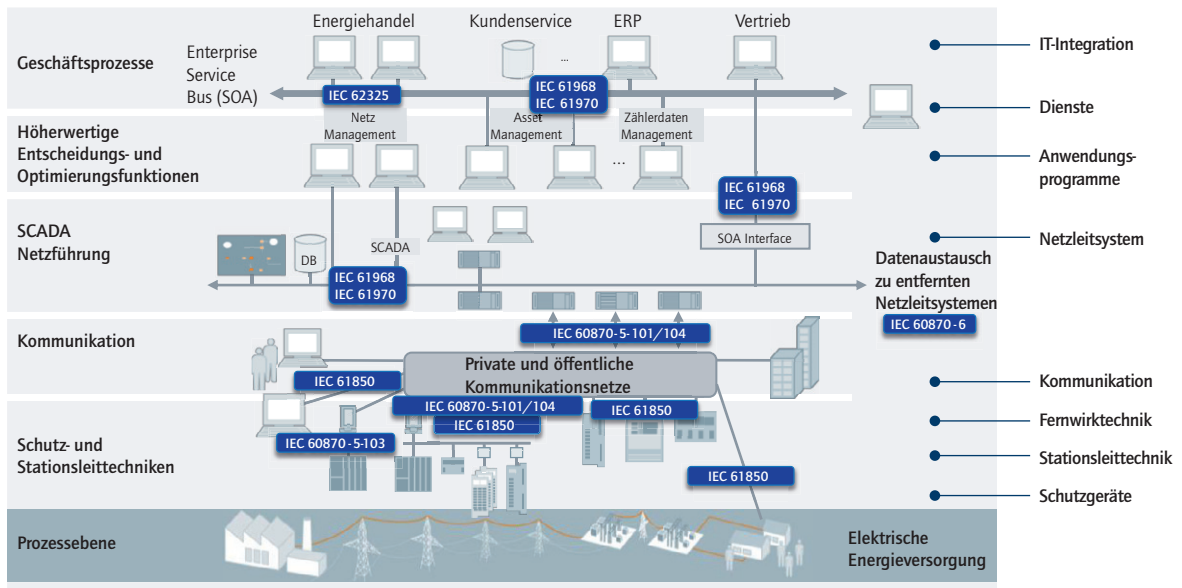 Energiehandel
Kundenservice
ERP
Vertrieb
Geschäftsprozesse
Enterprise
Service
Bus (SOA)
...
IEC 62325
IEC 61968
IEC 61970
IT-Integration
Dienste
Höherwertige
Entscheidungs- und
Optimierungsfunktionen
Netz
Management
Asset
Management
Zählerdaten
Management
...
IEC 61968
IEC 61970
Anwendungs-
programme
SCADA
Netzführung
DB
SCADA
IEC 61968
IEC 61970
SOA Interface
Netzleitsystem
Datenaustausch
zu entfernten
Netzleitsystemen
IEC 60870-6
Kommunikation
IEC 60870-5-101/104
Private und öffentliche
Kommunikationsnetze
IEC 61850
Kommunikation
Schutz- und
Stationsleittechniken
IEC 60870-5-101/104
IEC 61850
IEC 61850
IEC 60870-5-103
IEC 61850
Fernwirktechnik
Stationsleittechnik
Schutzgeräte
Prozessebene
Elektrische
Energieversorgung